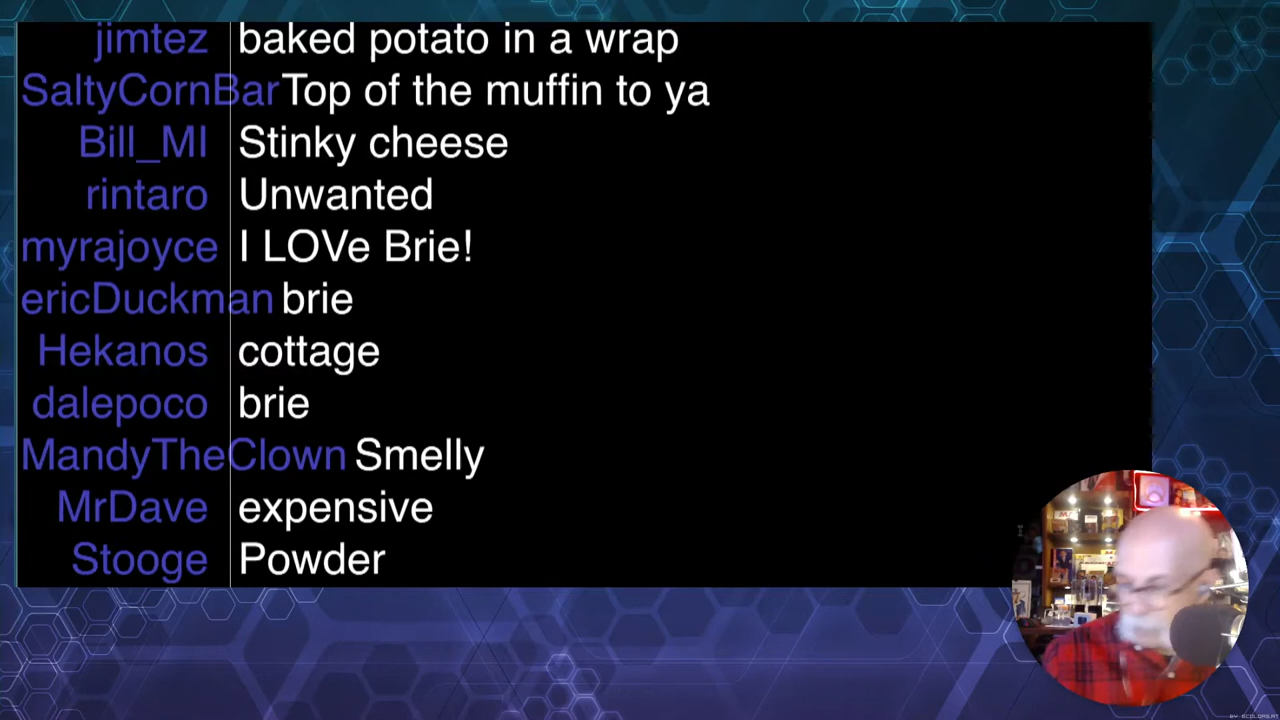 jimtez baked potato in a wrap
SaltyCornBar Top of the muffin to ya
Bill_MI Stinky cheese
rintaro Unwanted
myrajoyce I LOVe Brie!
ericDuckman brie
Hekanos cottage
dalepoco brie
MandyTheClown Smelly
MrDave expensive
Stooge Powder